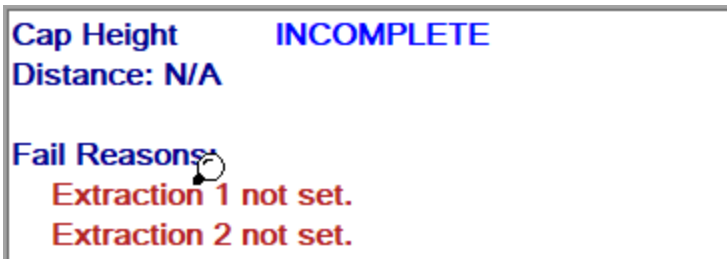 Cap Height INCOMPLETE
Distance: N/A
Fail Reasons:
Extraction 1 not set.
Extraction 2 not set.